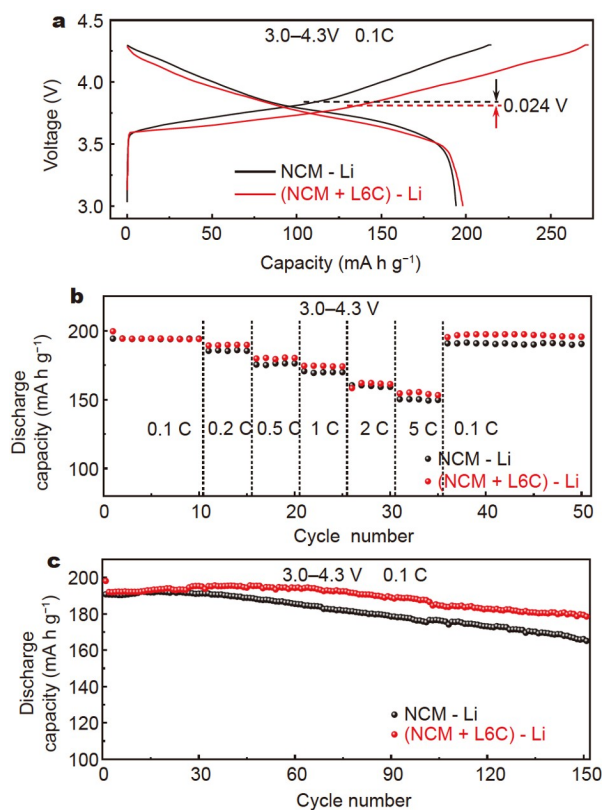 a
3.0–4.3V 0.1C
4.5
4.0
3.5
3.0
Voltage (V)
0.024 V
NCM - Li
(NCM + L6C) - Li
0 50 100 150 200 250
Capacity (mA h g⁻¹)
b
3.0–4.3 V
200
150
100
Discharge
capacity (mA h g⁻¹)
0.1 C 0.2 C 0.5 C 1 C 2 C 5 C 0.1 C
NCM - Li
(NCM + L6C) - Li
0 10 20 30 40 50
Cycle number
c
3.0–4.3 V 0.1 C
200
180
160
140
120
100
Discharge
capacity (mA h g⁻¹)
NCM - Li
(NCM + L6C) - Li
0 30 60 90 120 150
Cycle number